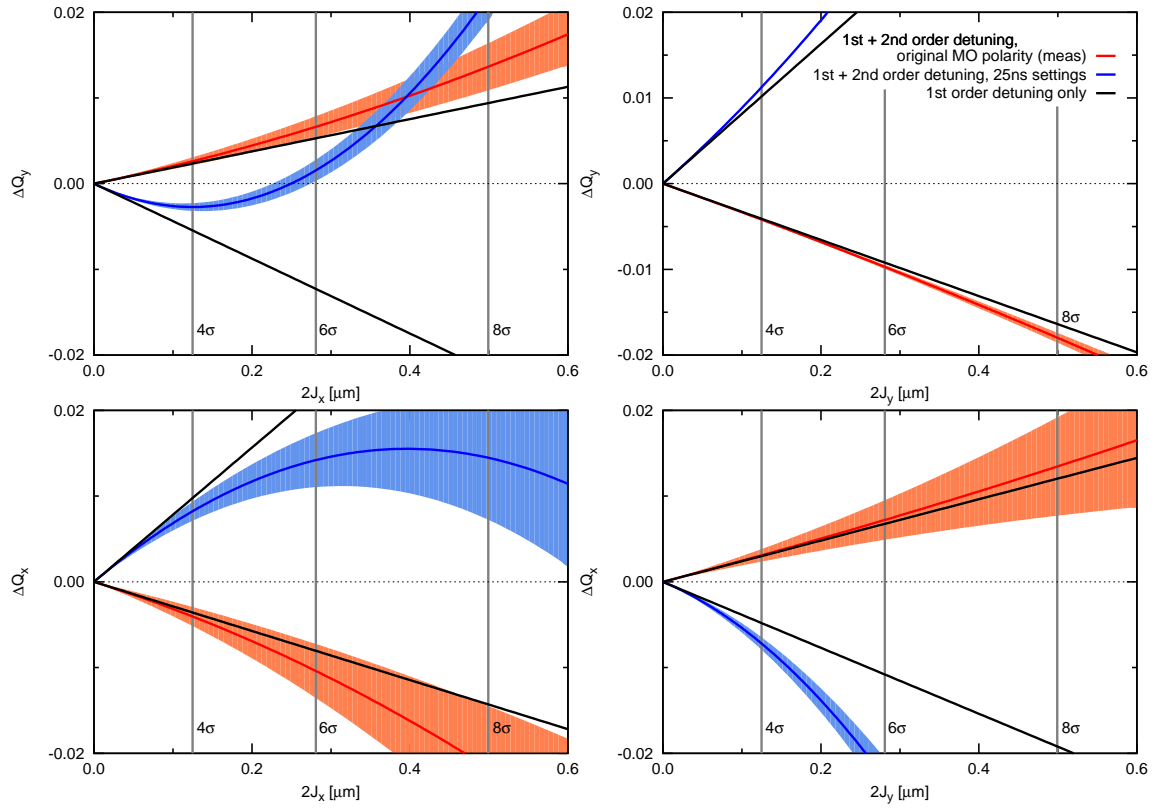 0.02
0.01
0.00
-0.01
-0.02
ΔQy
4σ
6σ
8σ
0.0
0.2
0.4
0.6
2Jx [μm]
0.02
0.01
0.00
-0.01
-0.02
ΔQy
1st + 2nd order detuning,
original MO polarity (meas)
1st + 2nd order detuning, 25ns settings
1st order detuning only
4σ
6σ
8σ
0.0
0.2
0.4
0.6
2Jy [μm]
0.02
0.00
-0.02
ΔQx
4σ
6σ
8σ
0.0
0.2
0.4
0.6
2Jx [μm]
0.02
0.00
-0.02
ΔQx
4σ
6σ
8σ
0.0
0.2
0.4
0.6
2Jy [μm]